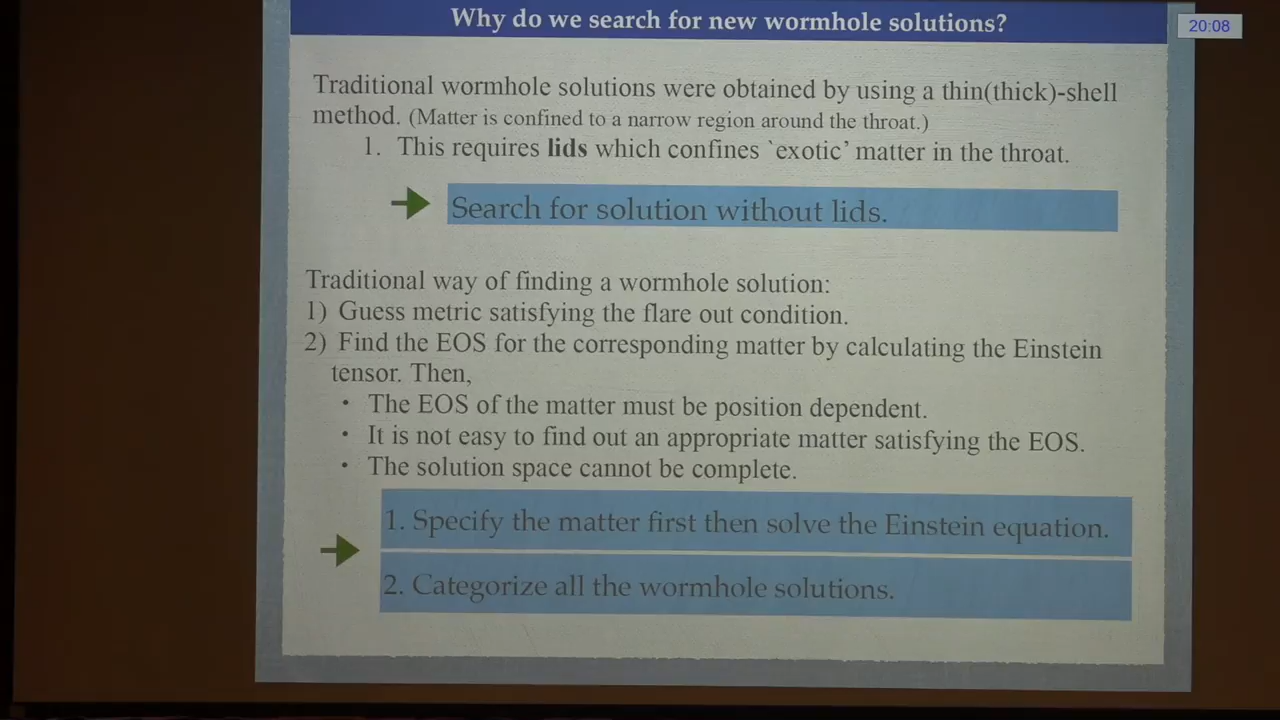 Why do we search for new wormhole solutions?
20:08
Traditional wormhole solutions were obtained by using a thin(thick)-shell
method. (Matter is confined to a narrow region around the throat.)
1. This requires lids which confines `exotic' matter in the throat.
Search for solution without lids.
Traditional way of finding a wormhole solution:
1) Guess metric satisfying the flare out condition.
2) Find the EOS for the corresponding matter by calculating the Einstein
tensor. Then,
• The EOS of the matter must be position dependent.
• It is not easy to find out an appropriate matter satisfying the EOS.
• The solution space cannot be complete.
1. Specify the matter first then solve the Einstein equation.
2. Categorize all the wormhole solutions.